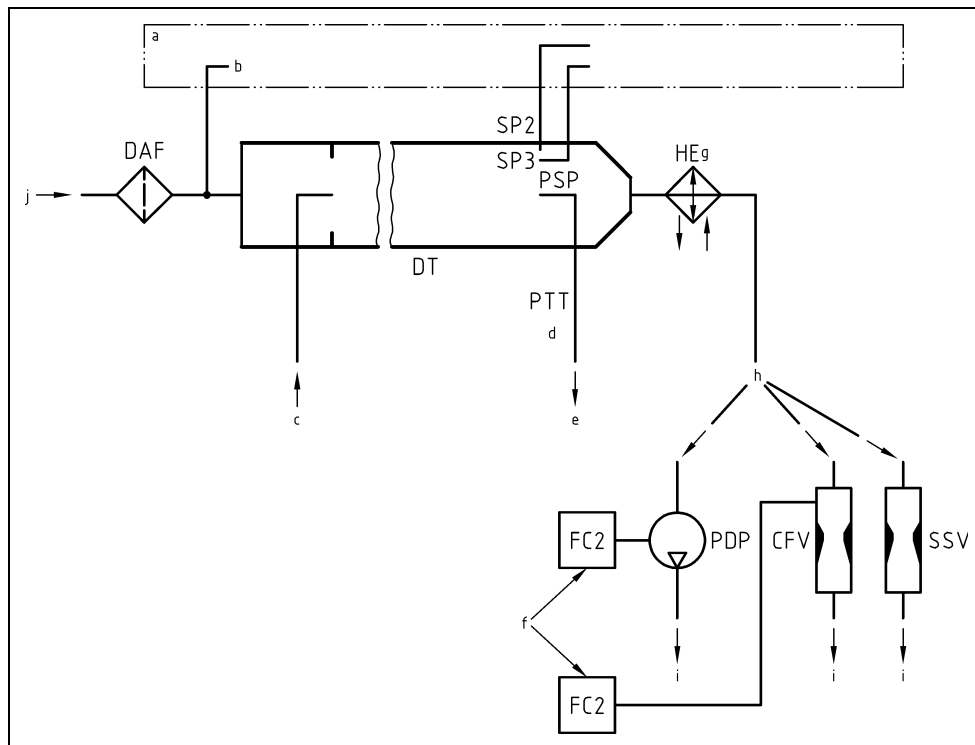 a
b
SP2
DAF
SP3
HEg
PSP
j
DT
PTT
d
c
e
h
FC2
PDP
CFV
SSV
f
i
i
i
FC2